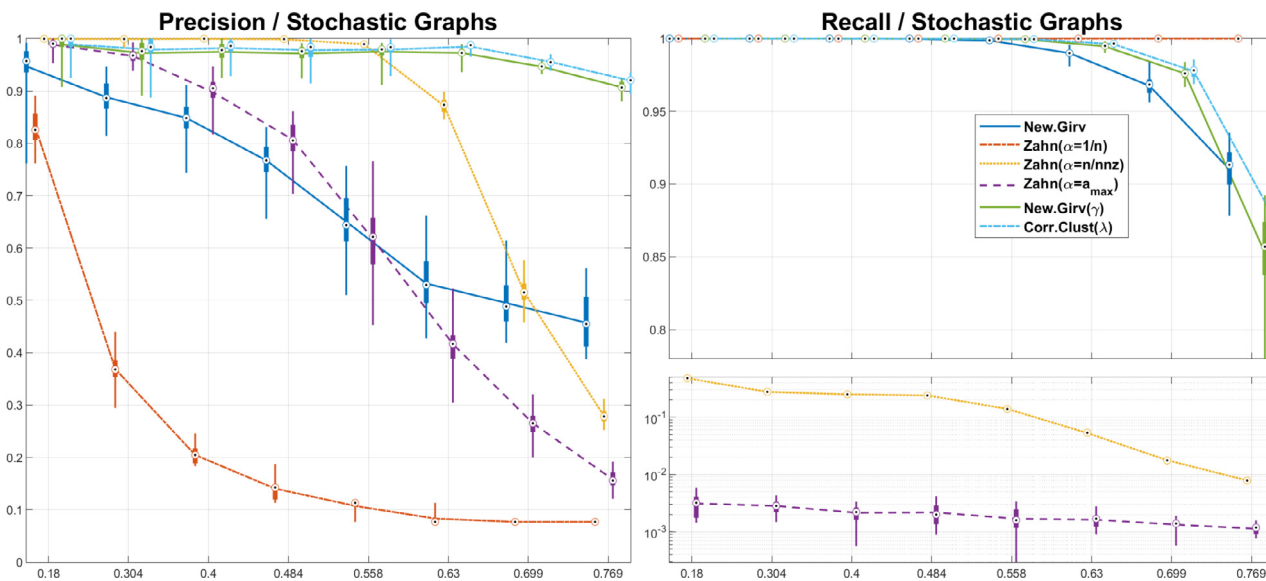 Precision / Stochastic Graphs
1
0.9
0.8
0.7
0.6
0.5
0.4
0.3
0.2
0.1
0
0.18 0.304 0.4 0.484 0.558 0.63 0.699 0.769
Recall / Stochastic Graphs
1
0.95
0.9
0.85
0.8
New.Girv
Zahn(α=1/n)
Zahn(α=n/nnz)
Zahn(α=a_max)
New.Girv(γ)
Corr.Clust(λ)
10^-1
10^-2
10^-3
0.18 0.304 0.4 0.484 0.558 0.63 0.699 0.769